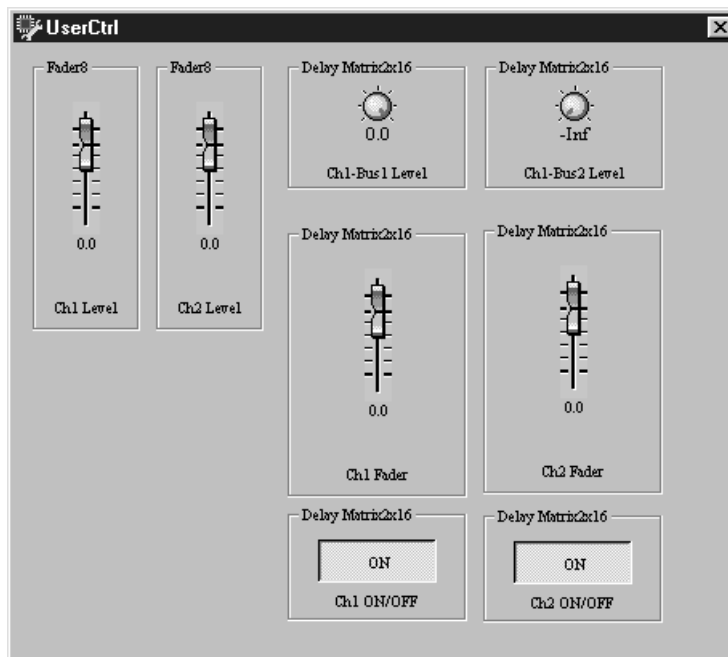 UserCtrl
Fader8
0.0
Ch1 Level
Fader8
0.0
Ch2 Level
Delay Matrix2x16
0.0
Ch1-Bus1 Level
Delay Matrix2x16
-Inf
Ch1-Bus2 Level
Delay Matrix2x16
0.0
Ch1 Fader
Delay Matrix2x16
0.0
Ch2 Fader
Delay Matrix2x16
ON
Ch1 ON/OFF
Delay Matrix2x16
ON
Ch2 ON/OFF